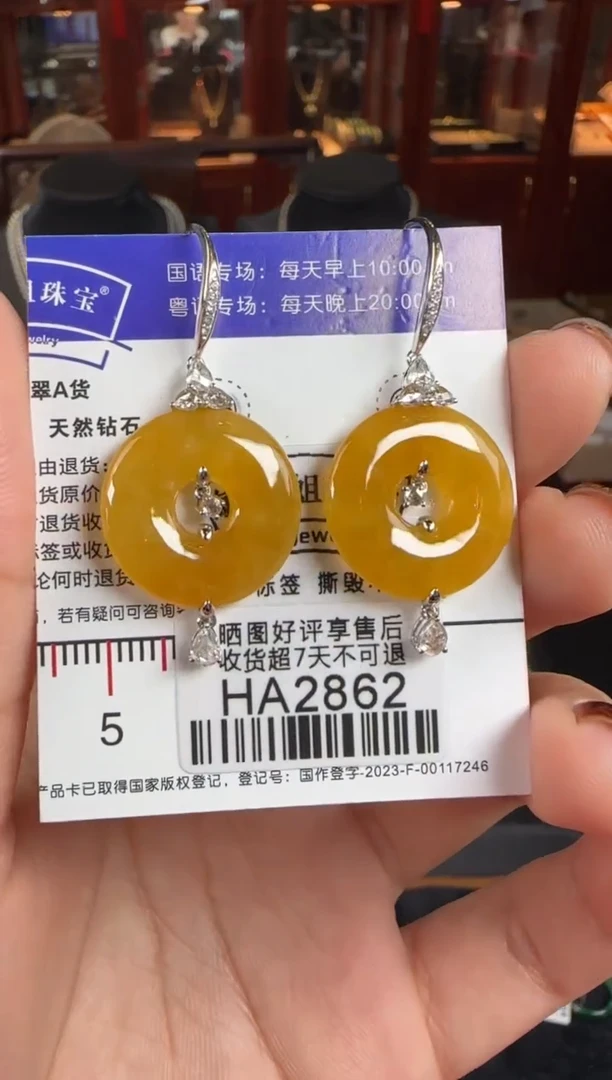 珠宝®
国语专场：每天早上10:00
粤语专场：每天晚上20:00
翠A货
天然钻石
由退货：
货原价
退货收
标签或收
论何时退货
标签 撕毁
若有疑问可咨询
晒图好评享售后
收货超7天不可退
HA2862
5
产品卡已取得国家版权登记，登记号：国作登字-2023-F-00117246